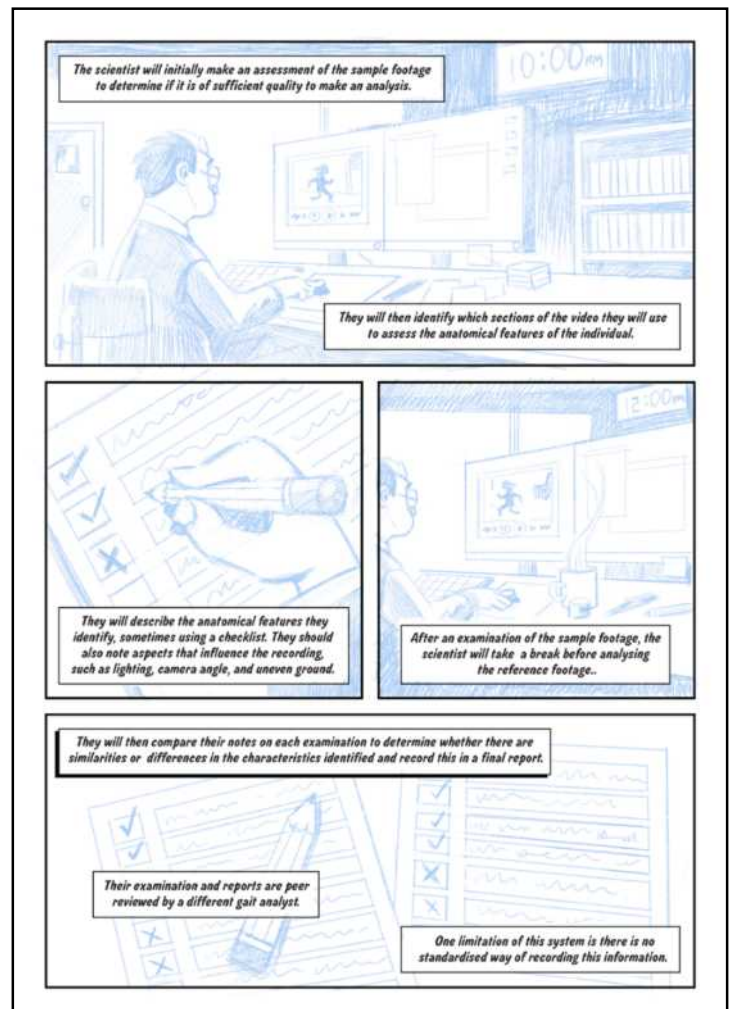 The scientist will initially make an assessment of the sample footage
to determine if it is of sufficient quality to make an analysis.
10:00AM
They will then identify which sections of the video they will use
to assess the anatomical features of the individual.
They will describe the anatomical features they
identify, sometimes using a checklist. They should
also note aspects that influence the recording,
such as lighting, camera angle, and uneven ground.
12:00PM
After an examination of the sample footage, the
scientist will take a break before analysing
the reference footage..
They will then compare their notes on each examination to determine whether there are
similarities or differences in the characteristics identified and record this in a final report.
Their examination and reports are peer
reviewed by a different gait analyst.
One limitation of this system is there is no
standardised way of recording this information.